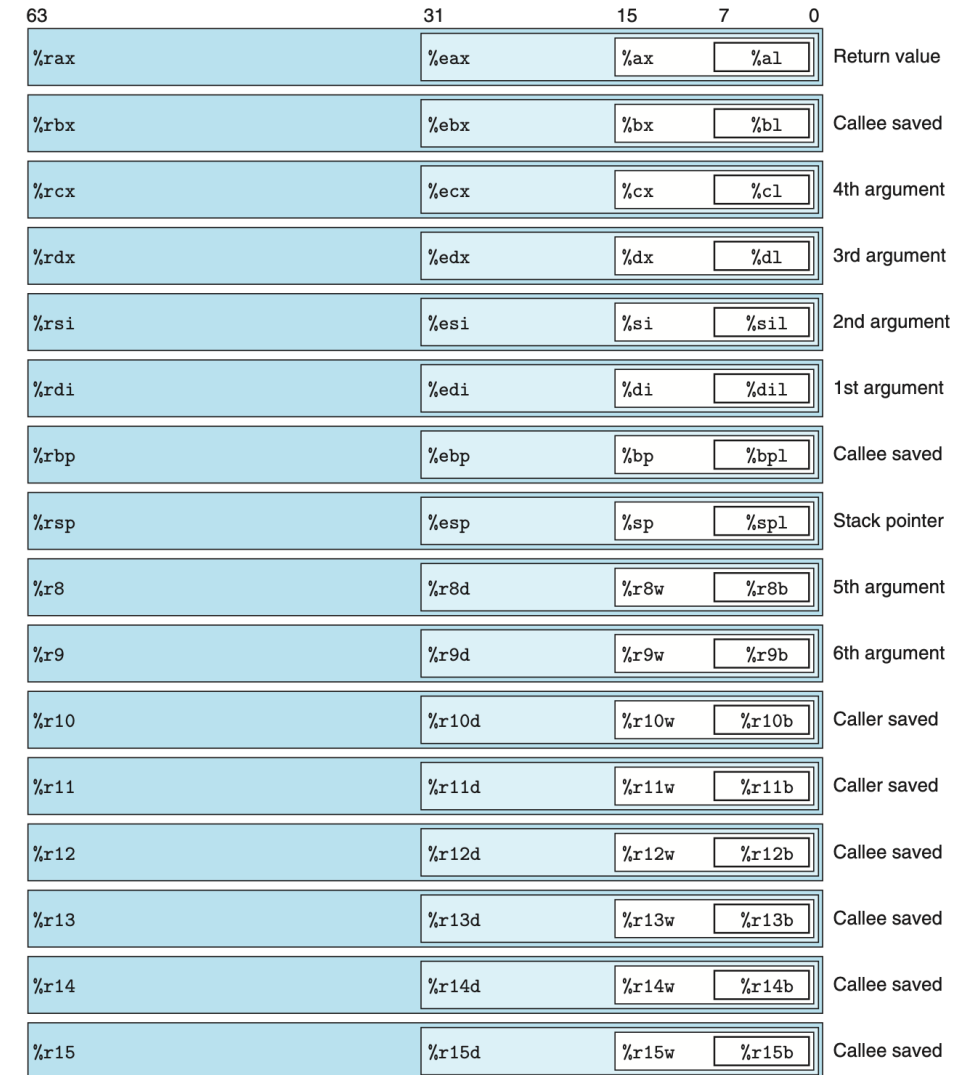 63 31 15 7 0
%rax %eax %ax %al Return value
%rbx %ebx %bx %bl Callee saved
%rcx %ecx %cx %cl 4th argument
%rdx %edx %dx %dl 3rd argument
%rsi %esi %si %sil 2nd argument
%rdi %edi %di %dil 1st argument
%rbp %ebp %bp %bpl Callee saved
%rsp %esp %sp %spl Stack pointer
%r8 %r8d %r8w %r8b 5th argument
%r9 %r9d %r9w %r9b 6th argument
%r10 %r10d %r10w %r10b Caller saved
%r11 %r11d %r11w %r11b Caller saved
%r12 %r12d %r12w %r12b Callee saved
%r13 %r13d %r13w %r13b Callee saved
%r14 %r14d %r14w %r14b Callee saved
%r15 %r15d %r15w %r15b Callee saved